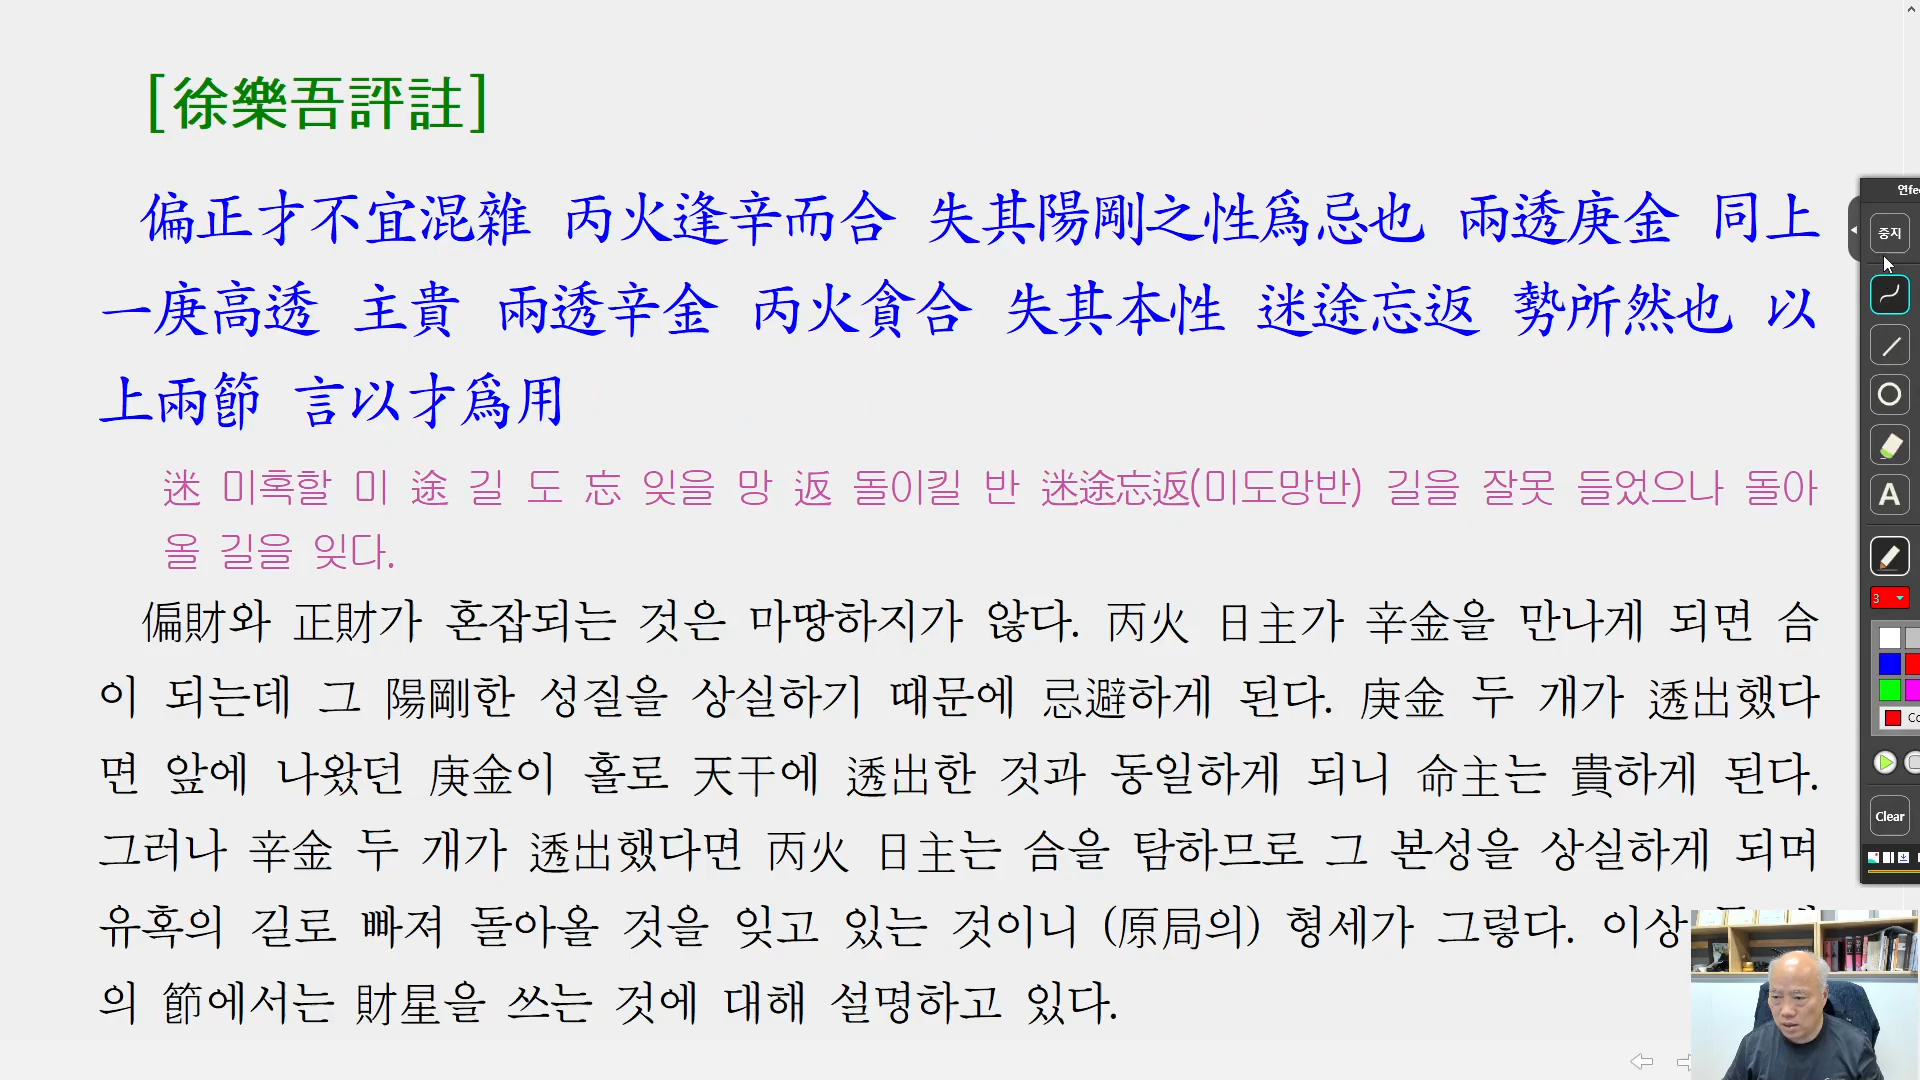 [徐樂吾評註]
偏正才不宜混雜 丙火逢辛而合 失其陽剛之性爲忌也 兩透庚金 同上
一庚高透 主貴 兩透辛金 丙火貪合 失其本性 迷途忘返 勢所然也 以
上兩節 言以才爲用
迷 미혹할 미 途 길 도 忘 잊을 망 返 돌이킬 반 迷途忘返(미도망반) 길을 잘못 들었으나 돌아
올 길을 잊다.
偏財와 正財가 혼잡되는 것은 마땅하지가 않다. 丙火 日主가 辛金을 만나게 되면 合
이 되는데 그 陽剛한 성질을 상실하기 때문에 忌避하게 된다. 庚金 두 개가 透出했다
면 앞에 나왔던 庚金이 홀로 天干에 透出한 것과 동일하게 되니 命主는 貴하게 된다.
그러나 辛金 두 개가 透出했다면 丙火 日主는 合을 탐하므로 그 본성을 상실하게 되며
유혹의 길로 빠져 돌아올 것을 잊고 있는 것이니 (原局의) 형세가 그렇다. 이상
의 節에서는 財星을 쓰는 것에 대해 설명하고 있다.
연fee
중지
A
3
Co
Clear